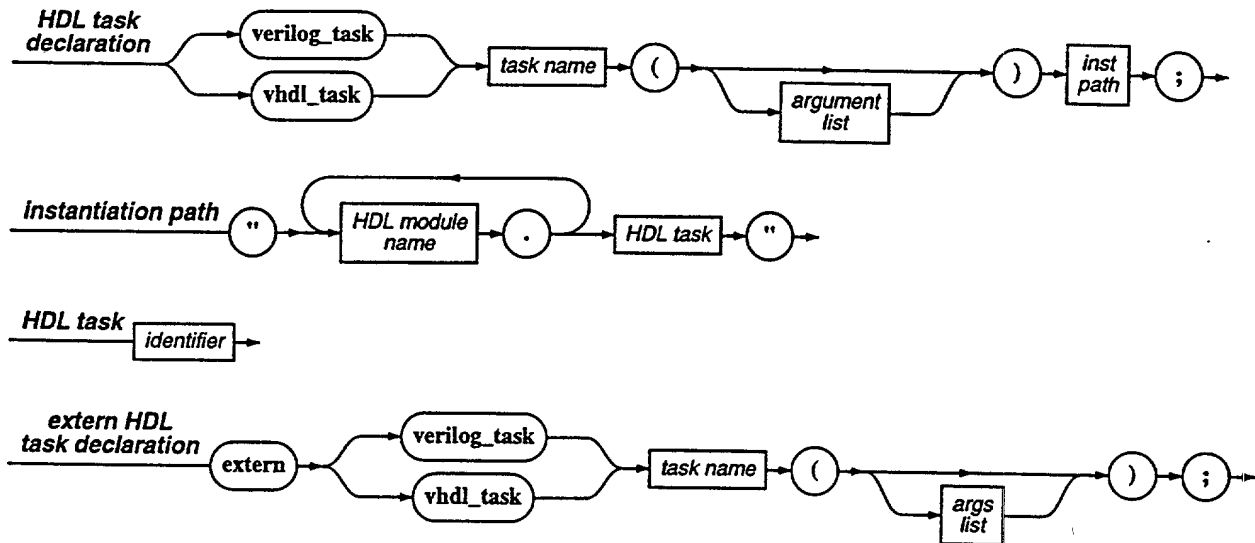 HDL task
declaration
verilog_task
vhdl_task
task name
(
argument
list
)
inst
path
;
instantiation path
"
HDL module
name
.
HDL task
"
HDL task
identifier
extern HDL
task declaration
extern
verilog_task
vhdl_task
task name
(
args
list
)
;